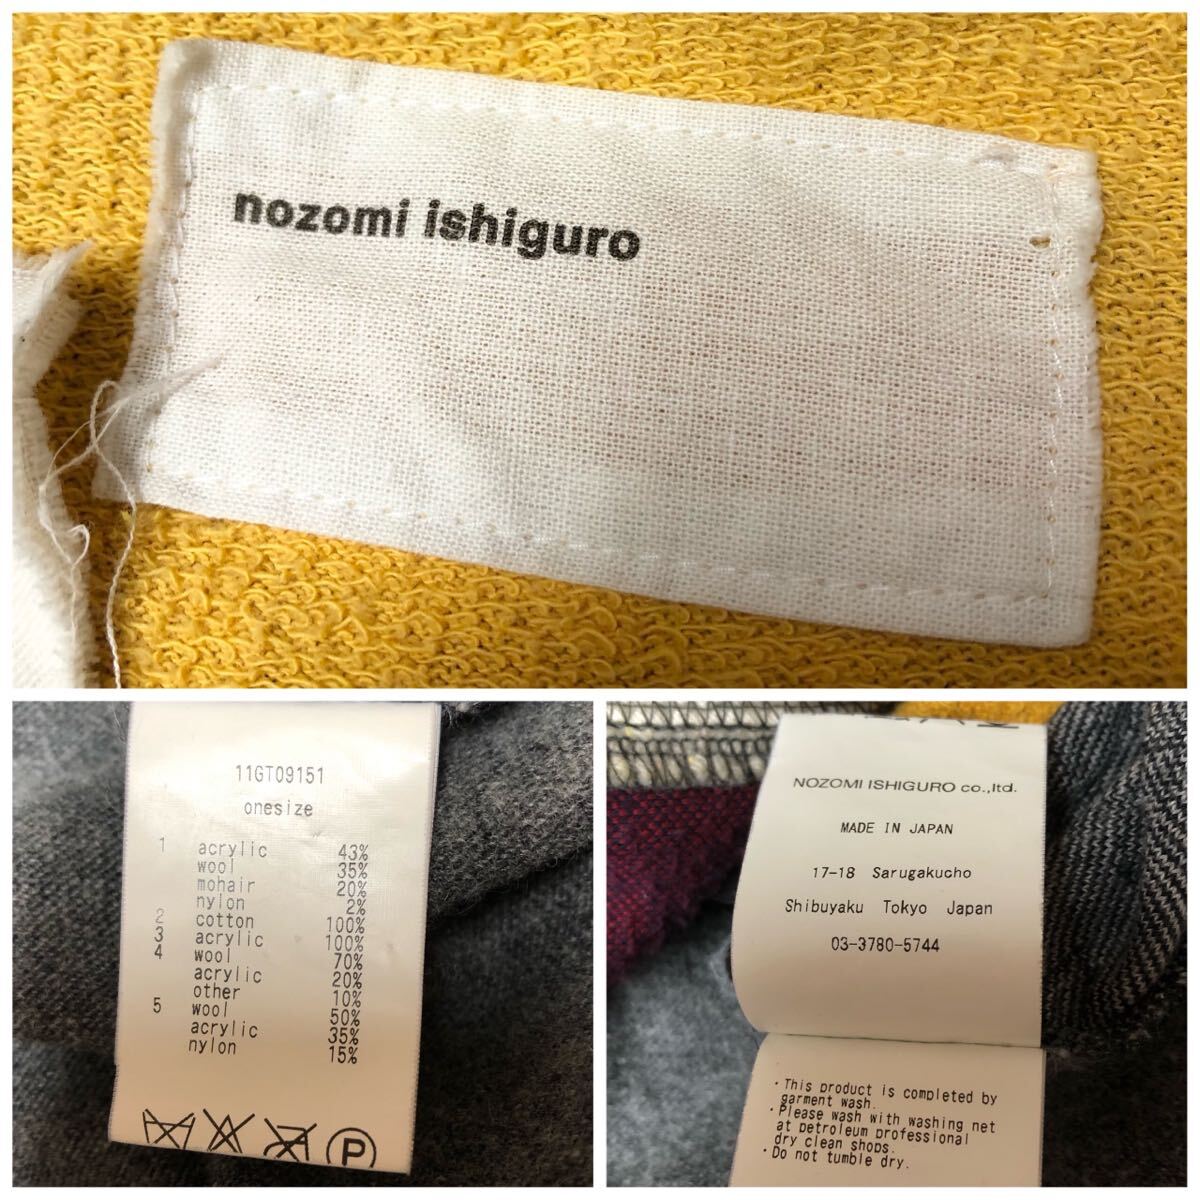 nozomi ishiguro
11GT09151
onesize
1 acrylic 43%
wool 35%
mohair 20%
nylon 2%
2 cotton 100%
3 acrylic 100%
4 wool 70%
acrylic 20%
other 10%
5 wool 50%
acrylic 35%
nylon 15%
P
NOZOMI ISHIGURO co.,ltd.
MADE IN JAPAN
17-18 Sarugakucho
Shibuyaku Tokyo Japan
03-3780-5744
・This product is completed by
garment wash.
・Please wash with washing net
at petroleum professional
dry clean shops.
・Do not tumble dry.